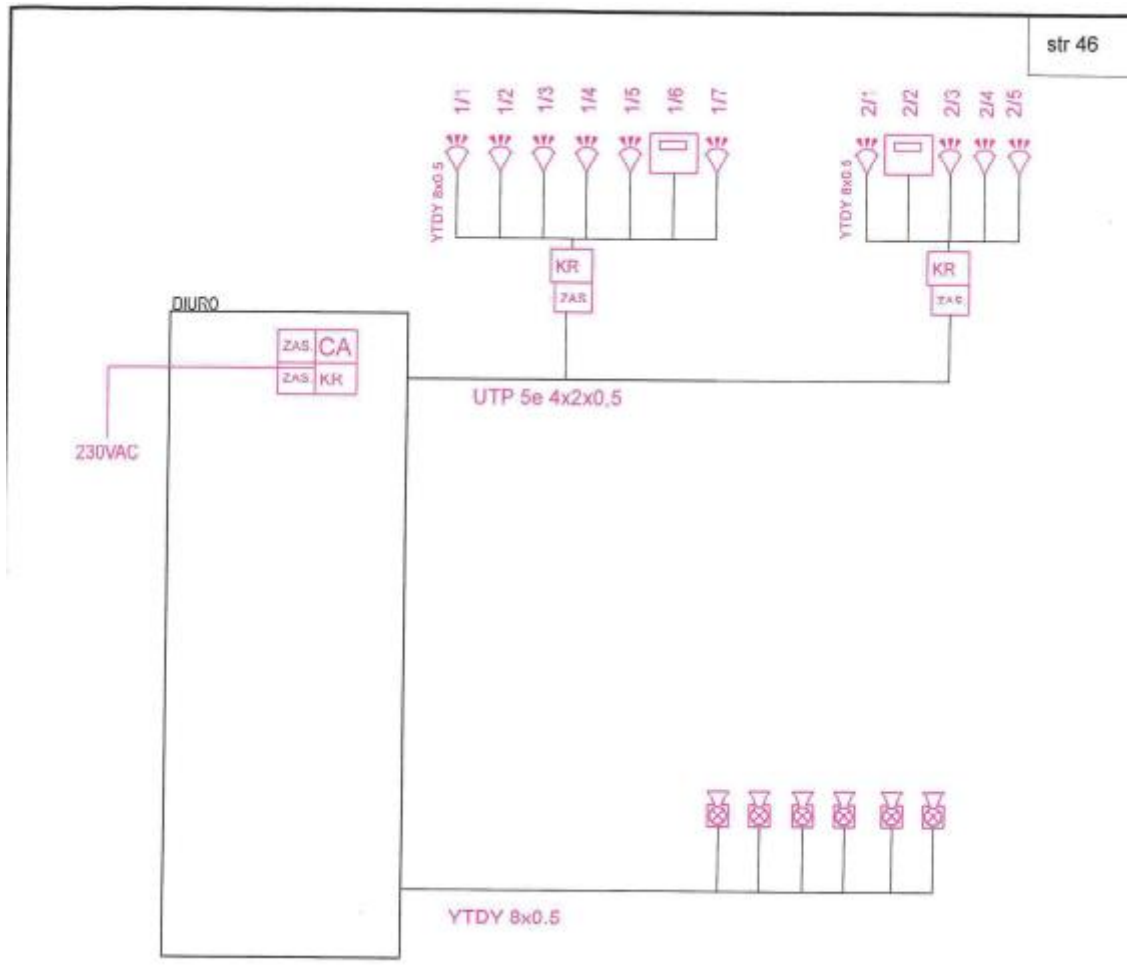 str 46
1/1 1/2 1/3 1/4 1/5 1/6 1/7
2/1 2/2 2/3 2/4 2/5
YTDY 8x0.5
YTDY 8x0.5
KR
ZAS.
KR
ZAS.
DIURO
ZAS. CA
ZAS. KR
UTP 5e 4x2x0,5
230VAC
YTDY 8x0.5